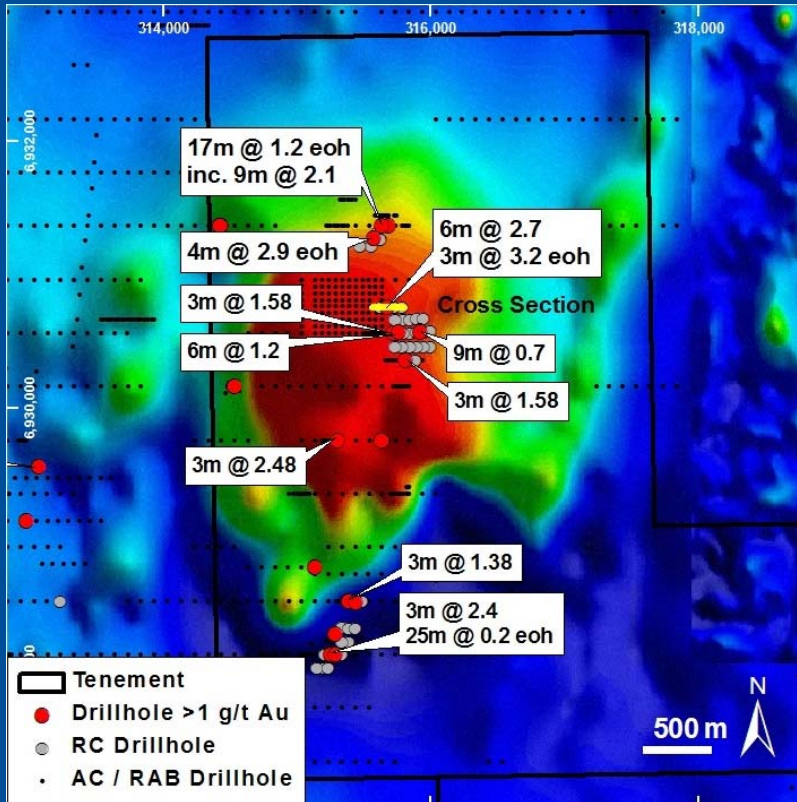 314,000
316,000
318,000
6,932,000
17m @ 1.2 eoh
inc. 9m @ 2.1
6m @ 2.7
3m @ 3.2 eoh
4m @ 2.9 eoh
3m @ 1.58
Cross Section
6m @ 1.2
9m @ 0.7
3m @ 1.58
6,930,000
3m @ 2.48
3m @ 1.38
3m @ 2.4
25m @ 0.2 eoh
Tenement
Drillhole >1 g/t Au
RC Drillhole
AC / RAB Drillhole
500 m
N